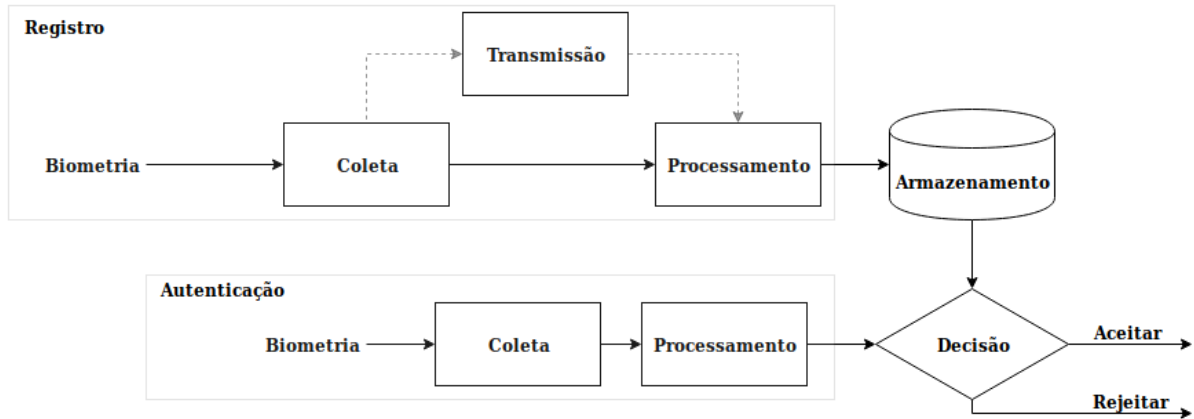 Registro
Transmissão
Biometria
Coleta
Processamento
Armazenamento
Autenticação
Biometria
Coleta
Processamento
Decisão
Aceitar
Rejeitar